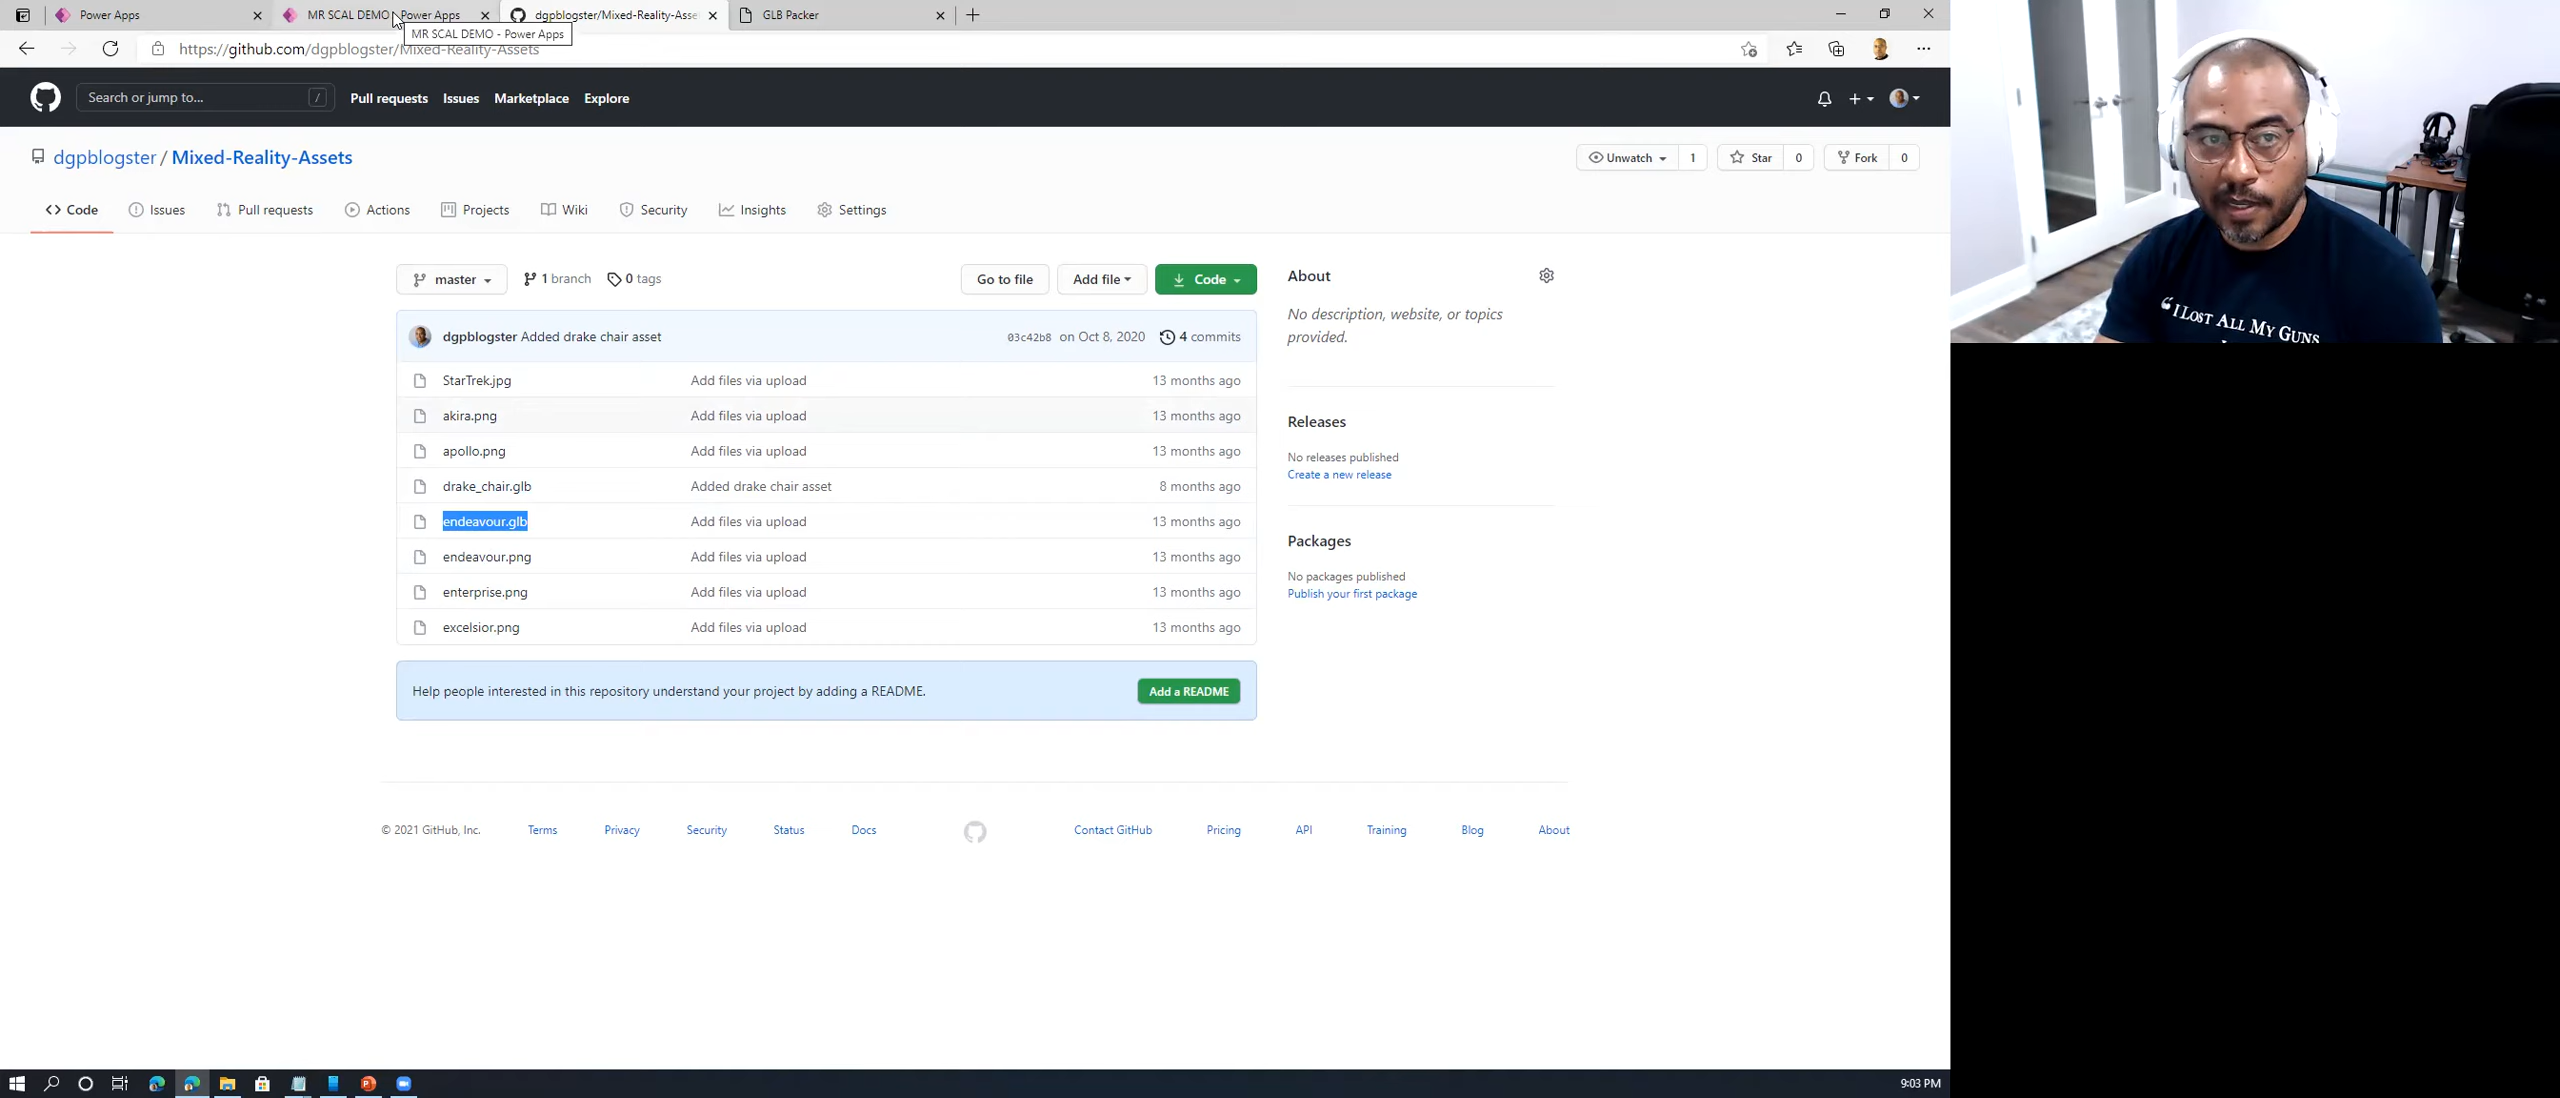 Power Apps
MR SCAL DEMO - Power Apps
dgpblogster/Mixed-Reality-Asse
GLB Packer
MR SCAL DEMO - Power Apps
https://github.com/dgpblogster/Mixed-Reality-Assets
Search or jump to... /
Pull requests Issues Marketplace Explore
dgpblogster / Mixed-Reality-Assets
Unwatch 1 Star 0 Fork 0
Code Issues Pull requests Actions Projects Wiki Security Insights Settings
master 1 branch 0 tags Go to file Add file Code
dgpblogster Added drake chair asset 03c42b8 on Oct 8, 2020 4 commits
StarTrek.jpg Add files via upload 13 months ago
akira.png Add files via upload 13 months ago
apollo.png Add files via upload 13 months ago
drake_chair.glb Added drake chair asset 8 months ago
endeavour.glb Add files via upload 13 months ago
endeavour.png Add files via upload 13 months ago
enterprise.png Add files via upload 13 months ago
excelsior.png Add files via upload 13 months ago
Help people interested in this repository understand your project by adding a README. Add a README
About
No description, website, or topics
provided.
Releases
No releases published
Create a new release
Packages
No packages published
Publish your first package
© 2021 GitHub, Inc. Terms Privacy Security Status Docs Contact GitHub Pricing API Training Blog About
9:03 PM
“I LOST ALL MY GUNS